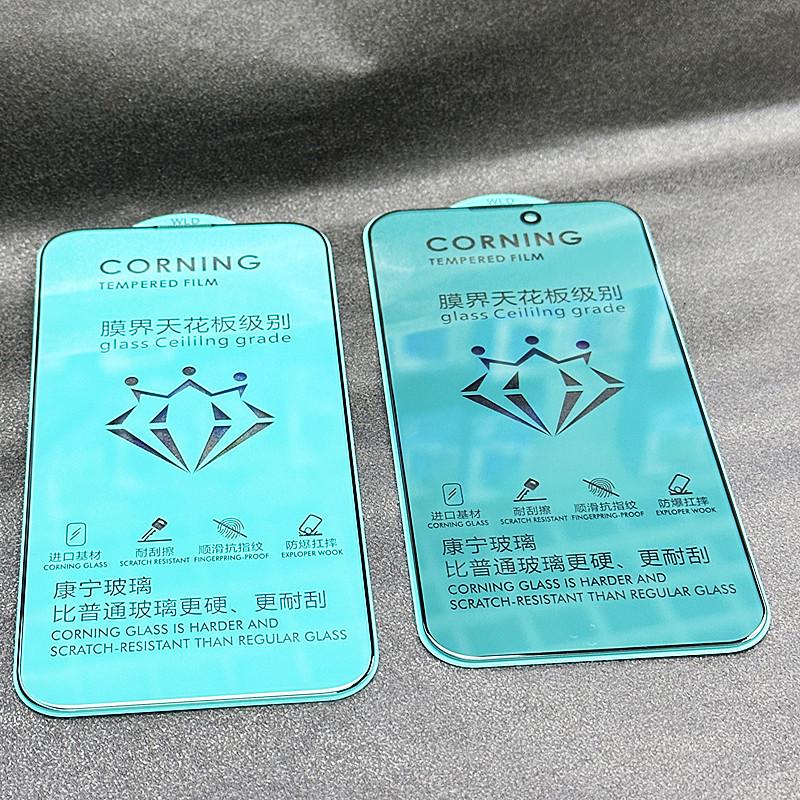 WLD
CORNING
TEMPERED FILM
膜界天花板级别
glass Ceililng grade
进口基材
CORNING GLASS
耐刮擦
SCRATCH RESISTANT
顺滑抗指纹
FINGERPRING-PROOF
防爆扛摔
EXPLOPER WOOK
康宁玻璃
比普通玻璃更硬、更耐刮
CORNING GLASS IS HARDER AND
SCRATCH-RESISTANT THAN REGULAR GLASS
WLD
CORNING
TEMPERED FILM
膜界天花板级别
glass Ceililng grade
进口基材
CORNING GLASS
耐刮擦
SCRATCH RESISTANT
顺滑抗指纹
FINGERPRING-PROOF
防爆扛摔
EXPLOPER WOOK
康宁玻璃
比普通玻璃更硬、更耐刮
CORNING GLASS IS HARDER AND
SCRATCH-RESISTANT THAN REGULAR GLASS